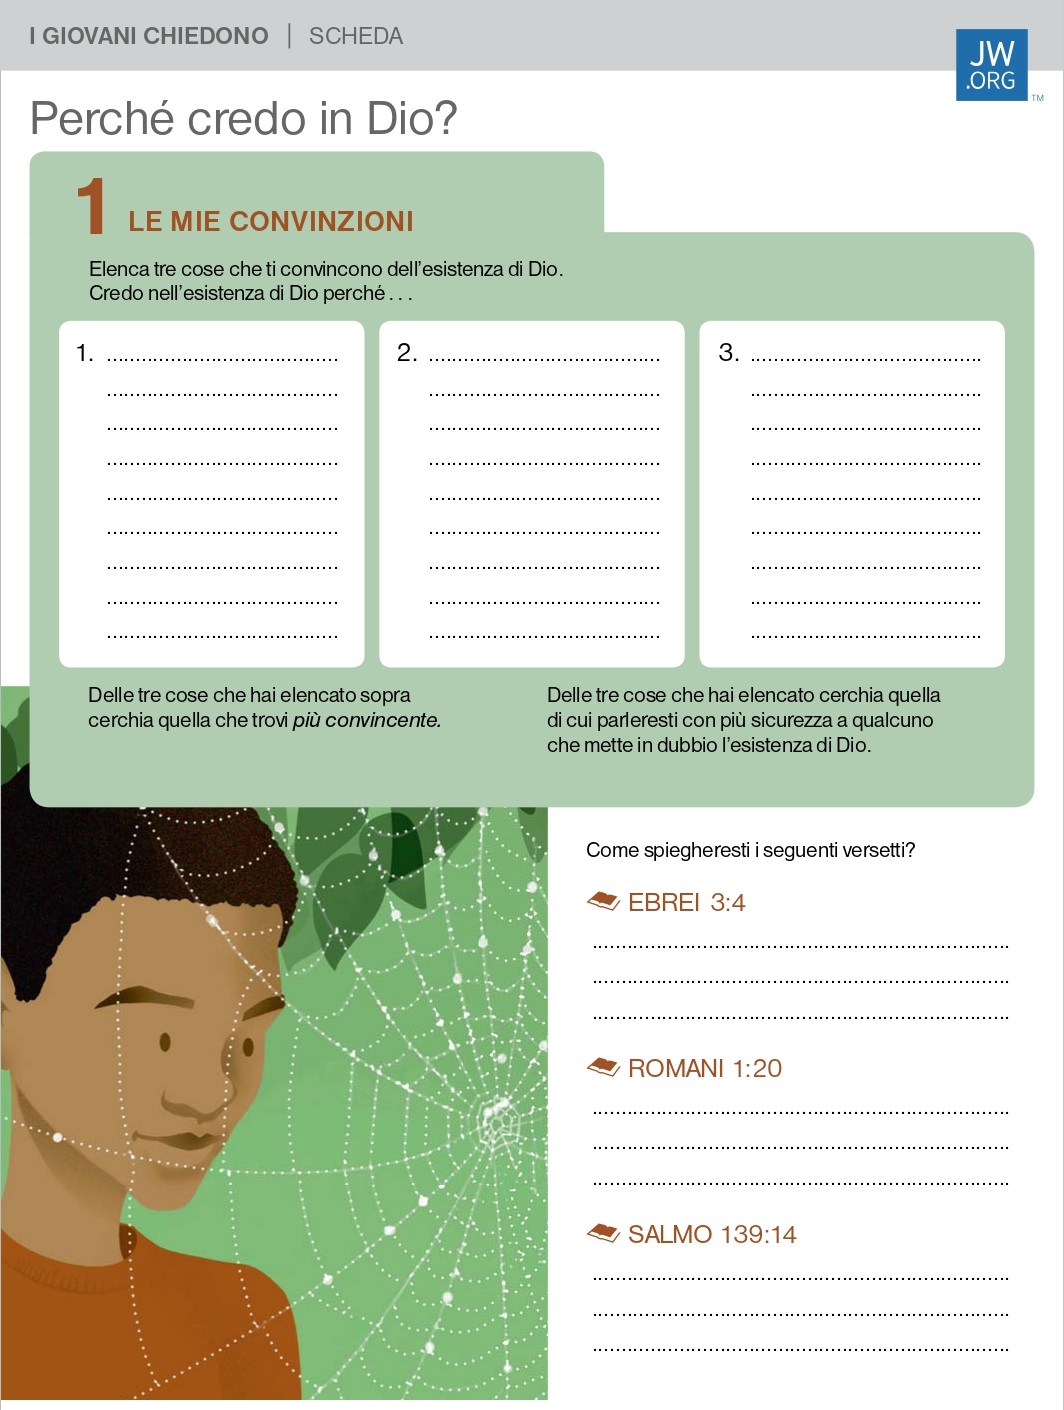 I GIOVANI CHIEDONO | SCHEDA
JW
.ORG
TM
Perché credo in Dio?
1 LE MIE CONVINZIONI
Elenca tre cose che ti convincono dell'esistenza di Dio.
Credo nell'esistenza di Dio perché . . .
1.
2.
3.
Delle tre cose che hai elencato sopra
cerchia quella che trovi più convincente.
Delle tre cose che hai elencato cerchia quella
di cui parleresti con più sicurezza a qualcuno
che mette in dubbio l'esistenza di Dio.
Come spiegheresti i seguenti versetti?
EBREI 3:4
ROMANI 1:20
SALMO 139:14